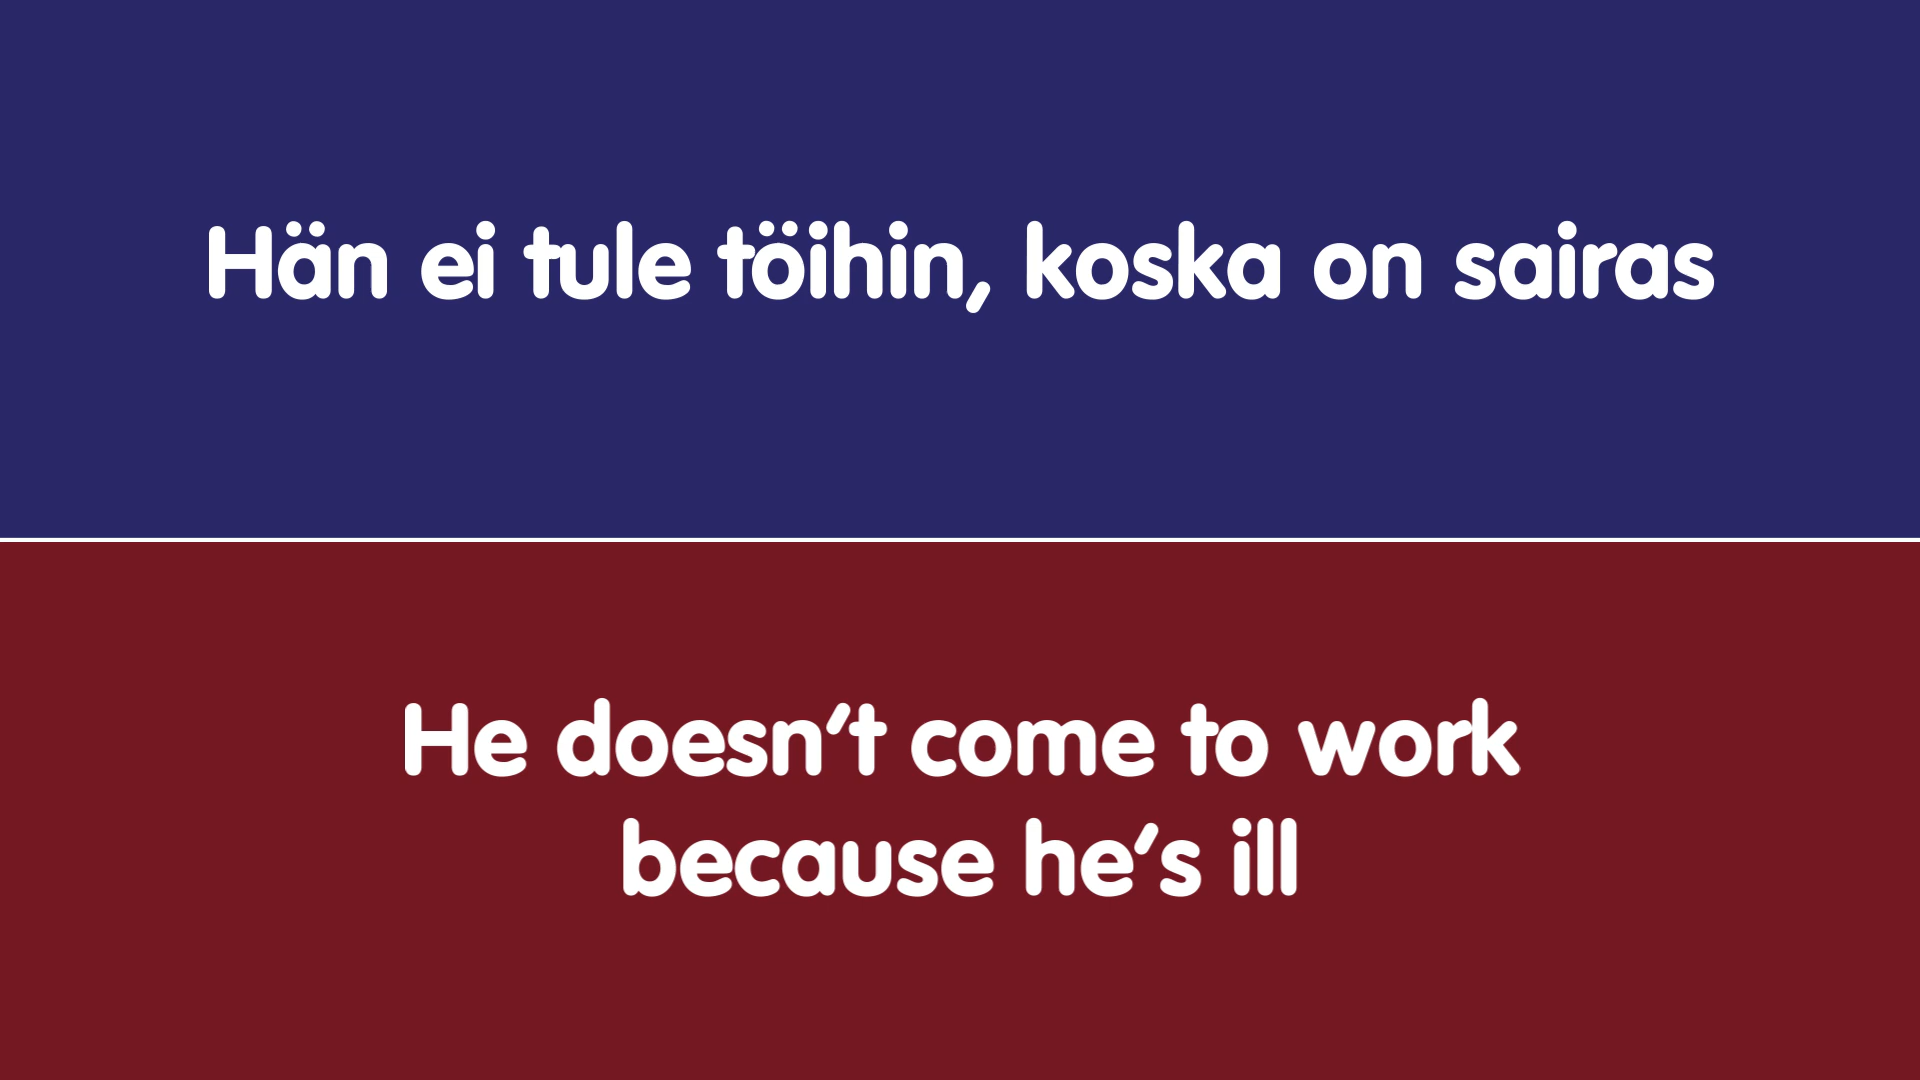 Hän ei tule töihin, koska on sairas
He doesn't come to work
because he's ill